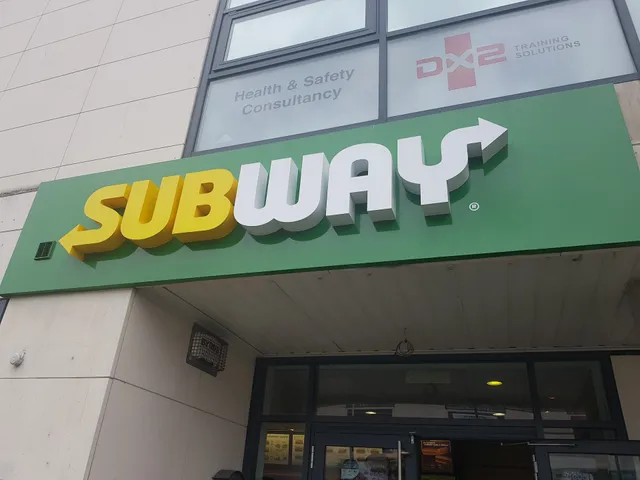 Health & Safety
Consultancy
DX2
TRAINING
SOLUTIONS
SUBWAY®